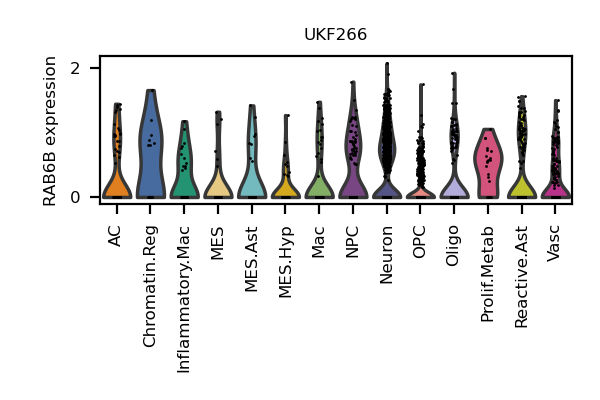 UKF266
RAB6B expression
2
0
AC
Chromatin.Reg
Inflammatory.Mac
MES
MES.Ast
MES.Hyp
Mac
NPC
Neuron
OPC
Oligo
Prolif.Metab
Reactive.Ast
Vasc